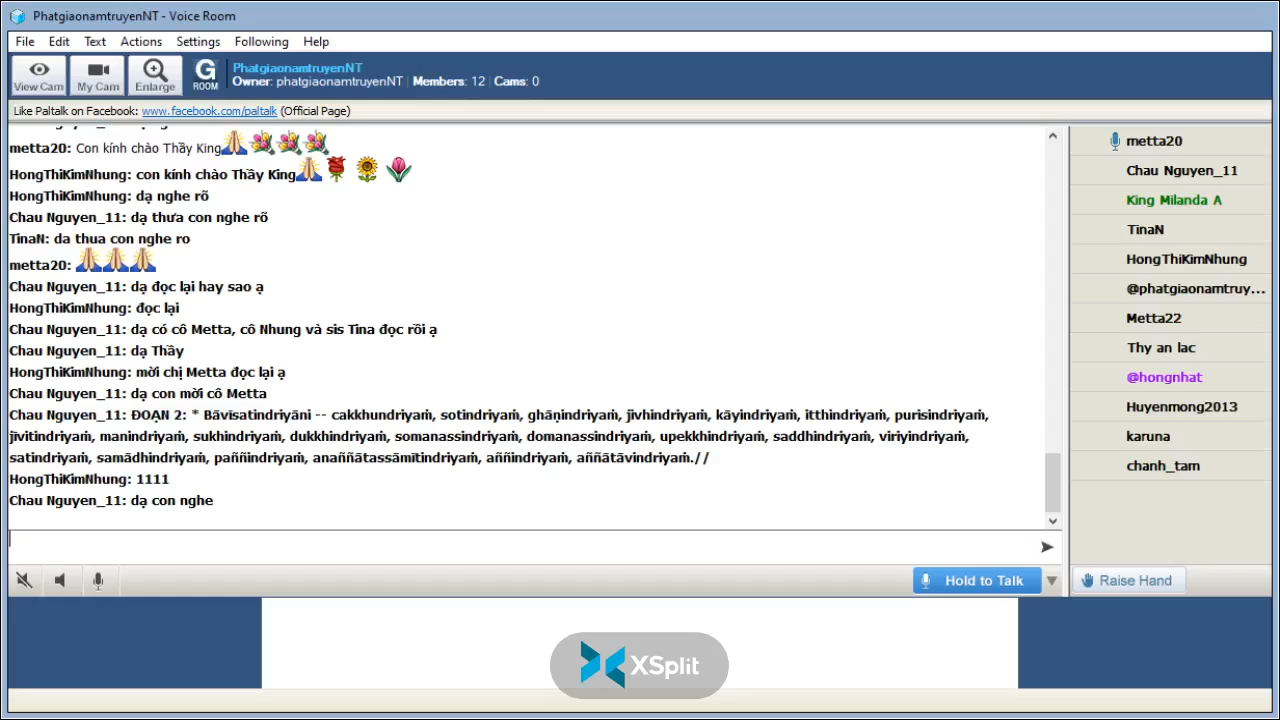 PhatgiaonamtruyenNT - Voice Room
File Edit Text Actions Settings Following Help
View Cam My Cam Enlarge G ROOM
PhatgiaonamtruyenNT
Owner: phatgiaonamtruyenNT | Members: 12 | Cams: 0
Like Paltalk on Facebook: www.facebook.com/paltalk (Official Page)
metta20: Con kính chào Thầy King
HongThiKimNhung: con kính chào Thầy King
HongThiKimNhung: dạ nghe rõ
Chau Nguyen_11: dạ thưa con nghe rõ
TinaN: da thua con nghe ro
metta20:
Chau Nguyen_11: dạ đọc lại hay sao ạ
HongThiKimNhung: đọc lại
Chau Nguyen_11: dạ có cô Metta, cô Nhung và sis Tina đọc rồi ạ
Chau Nguyen_11: dạ Thầy
HongThiKimNhung: mời chị Metta đọc lại ạ
Chau Nguyen_11: dạ con mời cô Metta
Chau Nguyen_11: ĐOẠN 2: * Bāvīsatindriyāni -- cakkhundriyaṁ, sotindriyaṁ, ghāṇindriyaṁ, jivhindriyaṁ, kāyindriyaṁ, itthindriyaṁ, purisindriyaṁ,
jīvitindriyaṁ, manindriyaṁ, sukhindriyaṁ, dukkhindriyaṁ, somanassindriyaṁ, domanassindriyaṁ, upekkhindriyaṁ, saddhindriyaṁ, viriyindriyaṁ,
satindriyaṁ, samādhindriyaṁ, paññindriyaṁ, anaññātassāmītindriyaṁ, aññindriyaṁ, aññātāvindriyaṁ.//
HongThiKimNhung: 1111
Chau Nguyen_11: dạ con nghe
metta20
Chau Nguyen_11
King Milanda A
TinaN
HongThiKimNhung
@phatgiaonamtruy...
Metta22
Thy an lac
@hongnhat
Huyenmong2013
karuna
chanh_tam
Hold to Talk
Raise Hand
XSplit